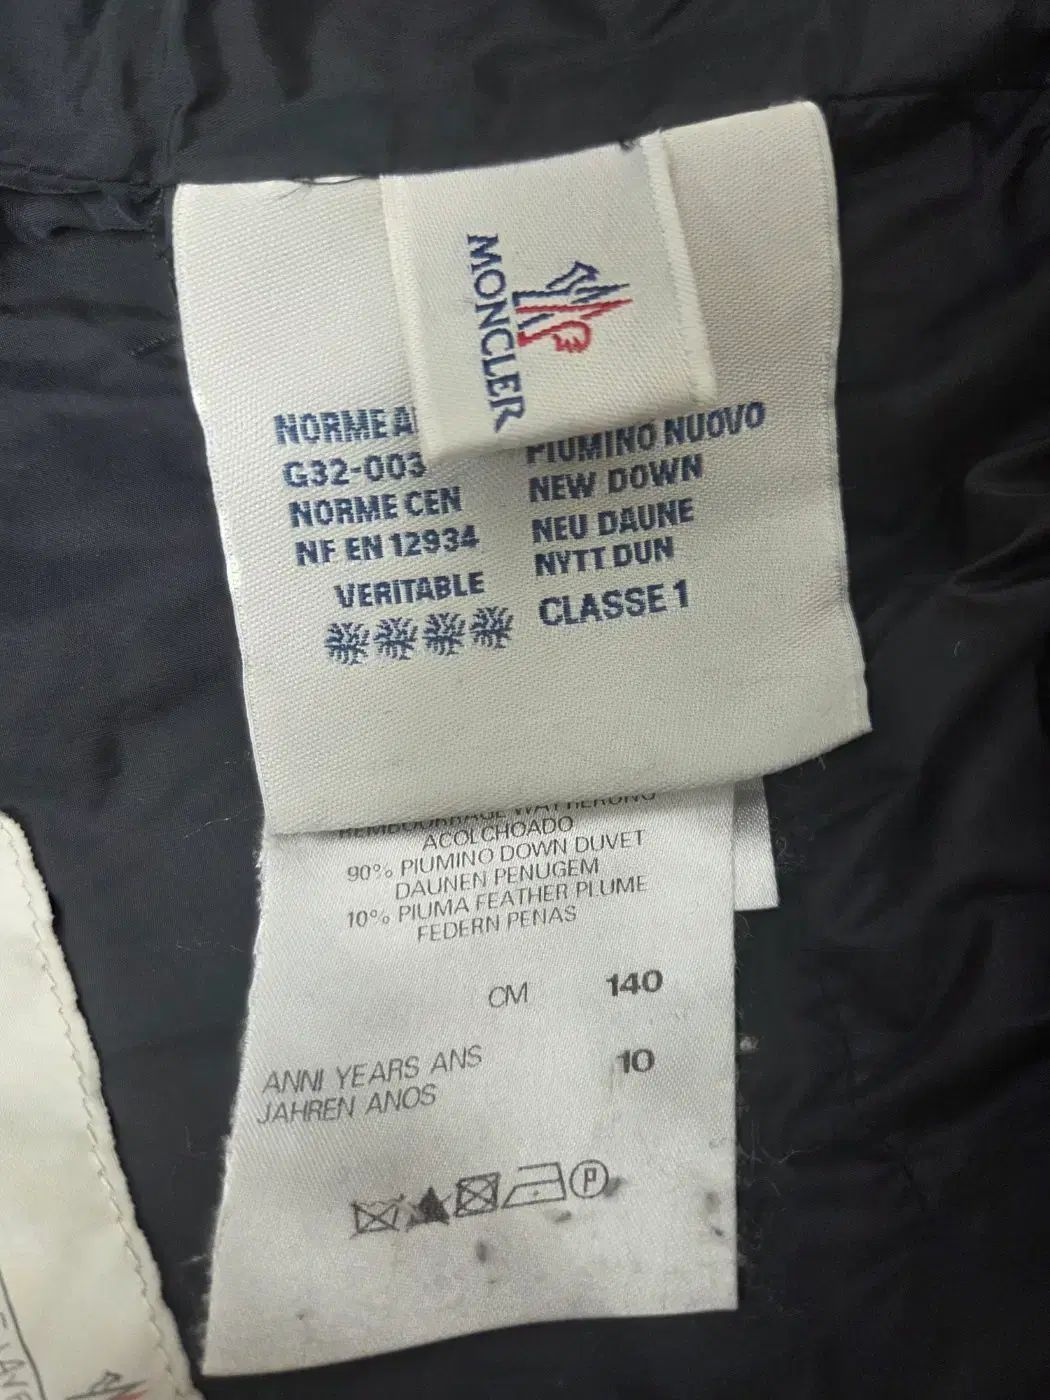 MONCLER
NORME A
G32-003
NORME CEN
NF EN 12934
VERITABLE
PIUMINO NUOVO
NEW DOWN
NEU DAUNE
NYTT DUN
CLASSE 1
REMBOURRAGE WATTIERUNG
ACOLCHOADO
90% PIUMINO DOWN DUVET
DAUNEN PENUGEM
10% PIUMA FEATHER PLUME
FEDERN PENAS
CM 140
ANNI YEARS ANS 10
JAHREN ANOS
P